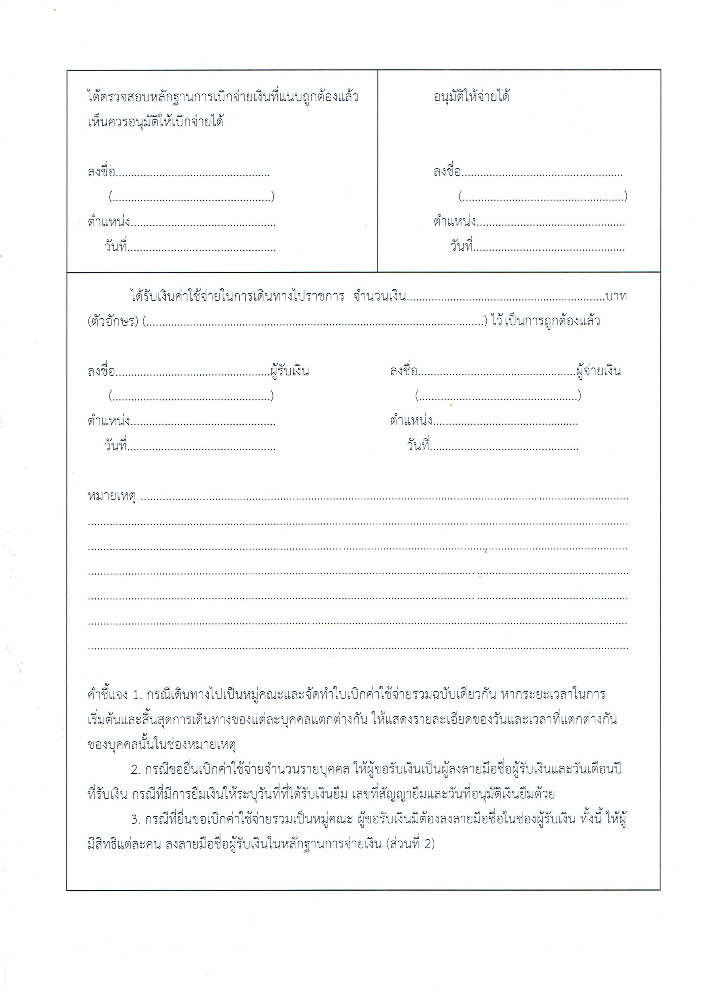 ได้ตรวจสอบหลักฐานการเบิกจ่ายเงินที่แนบถูกต้องแล้ว
เห็นควรอนุมัติให้เบิกจ่ายได้
ลงชื่อ.................................................
(..................................................)
ตำแหน่ง..............................................
วันที่...............................................
อนุมัติให้จ่ายได้
ลงชื่อ...................................................
(...................................................)
ตำแหน่ง...............................................
วันที่................................................
ได้รับเงินค่าใช้จ่ายในการเดินทางไปราชการ จำนวนเงิน...............................................................บาท
(ตัวอักษร) (...........................................................................................................) ไว้ เป็นการถูกต้องแล้ว
ลงชื่อ.................................................ผู้รับเงิน
(..................................................)
ตำแหน่ง..............................................
วันที่...............................................
ลงชื่อ..................................................ผู้จ่ายเงิน
(..................................................)
ตำแหน่ง..............................................
วันที่...............................................
หมายเหตุ ..........................................................................................................................................................
คำชี้แจง 1. กรณีเดินทางไปเป็นหมู่คณะและจัดทำใบเบิกค่าใช้จ่ายรวมฉบับเดียวกัน หากระยะเวลาในการ
เริ่มต้นและสิ้นสุดการเดินทางของแต่ละบุคคลแตกต่างกัน ให้แสดงรายละเอียดของวันและเวลาที่แตกต่างกัน
ของบุคคลนั้นในช่องหมายเหตุ
2. กรณีขอยื่นเบิกค่าใช้จ่ายจำนวนรายบุคคล ให้ผู้ขอรับเงินเป็นผู้ลงลายมือชื่อผู้รับเงินและวันเดือนปี
ที่รับเงิน กรณีที่มีการยืมเงินให้ระบุวันที่ที่ได้รับเงินยืม เลขที่สัญญายืมและวันที่อนุมัติเงินยืมด้วย
3. กรณีที่ยื่นขอเบิกค่าใช้จ่ายรวมเป็นหมู่คณะ ผู้ขอรับเงินมิต้องลงลายมือชื่อในช่องผู้รับเงิน ทั้งนี้ ให้ผู้
มีสิทธิแต่ละคน ลงลายมือชื่อผู้รับเงินในหลักฐานการจ่ายเงิน (ส่วนที่ 2)